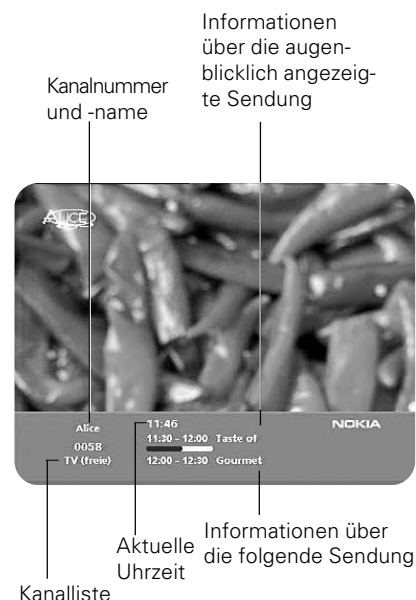 Informationen
über die augen-
blicklich angezeig-
te Sendung
Kanalnummer
und -name
ALICE
Alice
0058
TV (freie)
11:46
11:30 – 12:00 Taste of
12:00 – 12:30 Gourmet
NOKIA
Aktuelle
Uhrzeit
Informationen über
die folgende Sendung
Kanalliste